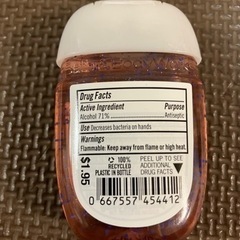 Drug Facts
Active Ingredient Purpose
Alcohol 71% Antiseptic
Use Decreases bacteria on hands
Warnings
Flammable: Keep away from flame or high heat.
$1.95
100% RECYCLED PLASTIC IN BOTTLE
PEEL UP TO SEE ADDITIONAL DRUG FACTS
0 667557 454412